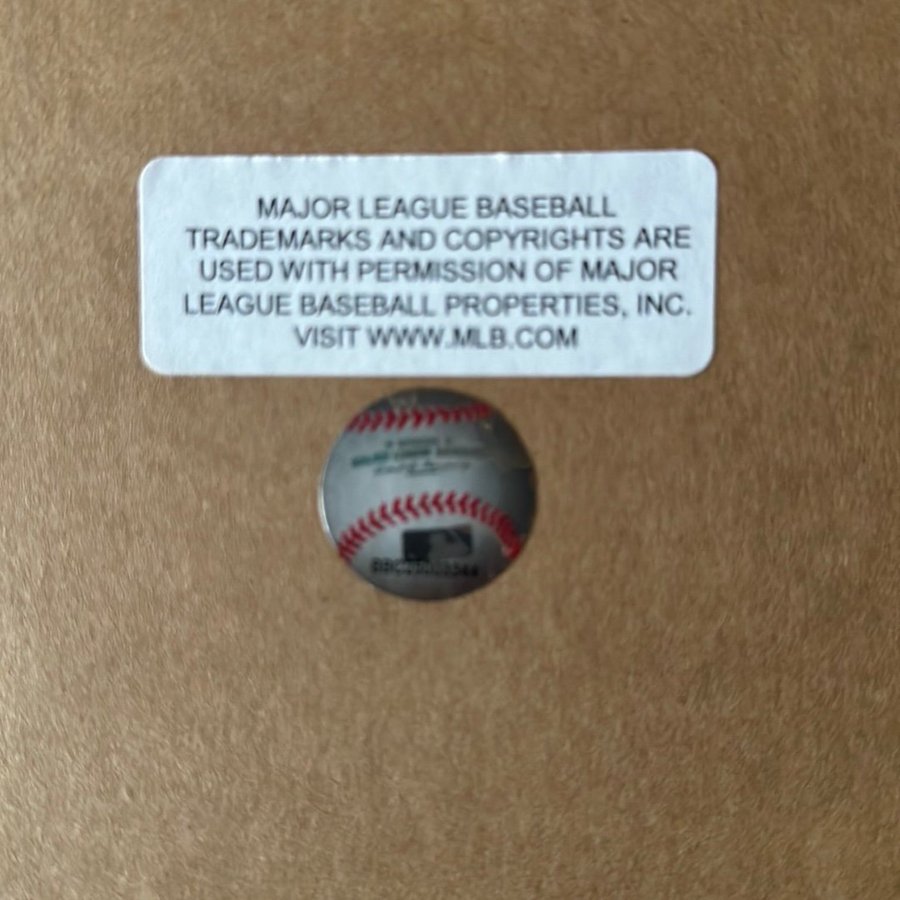 MAJOR LEAGUE BASEBALL
TRADEMARKS AND COPYRIGHTS ARE
USED WITH PERMISSION OF MAJOR
LEAGUE BASEBALL PROPERTIES, INC.
VISIT WWW.MLB.COM